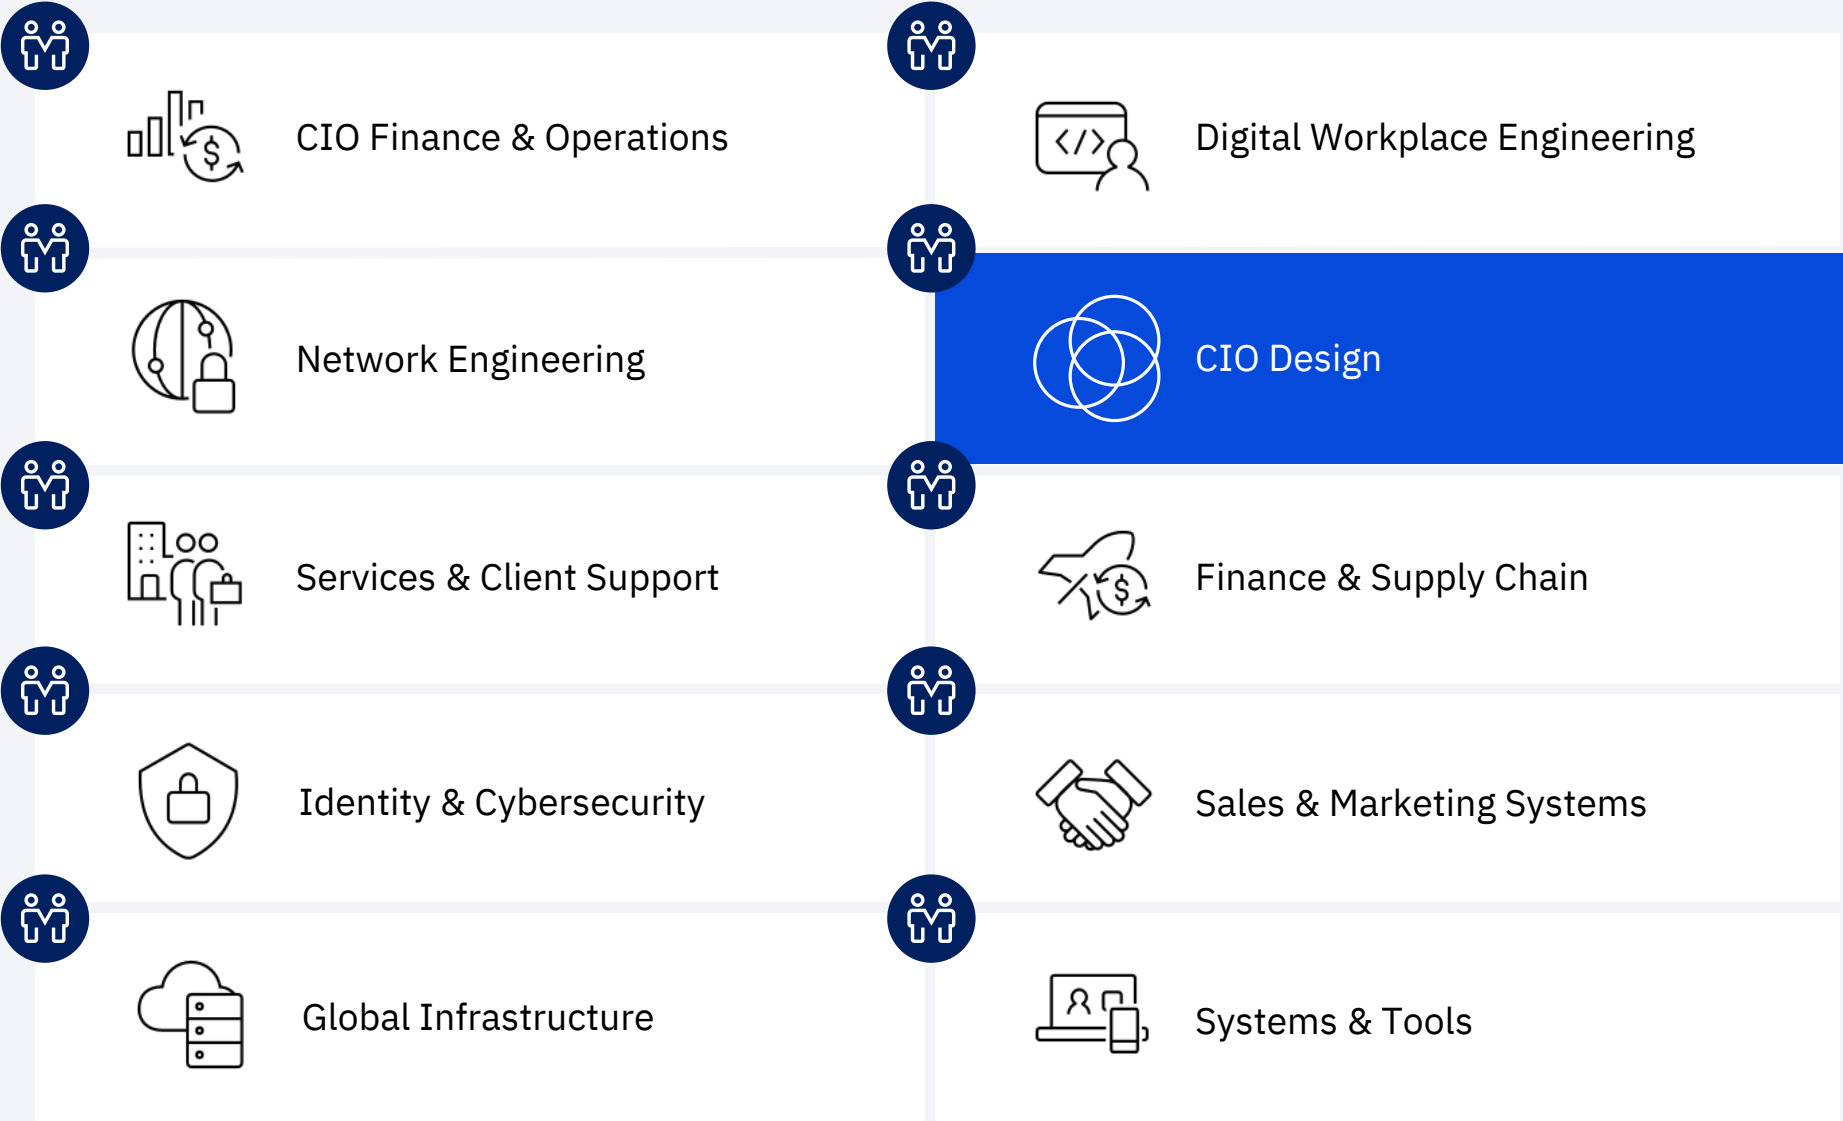 CIO Finance & Operations
Digital Workplace Engineering
Network Engineering
CIO Design
Services & Client Support
Finance & Supply Chain
Identity & Cybersecurity
Sales & Marketing Systems
Global Infrastructure
Systems & Tools